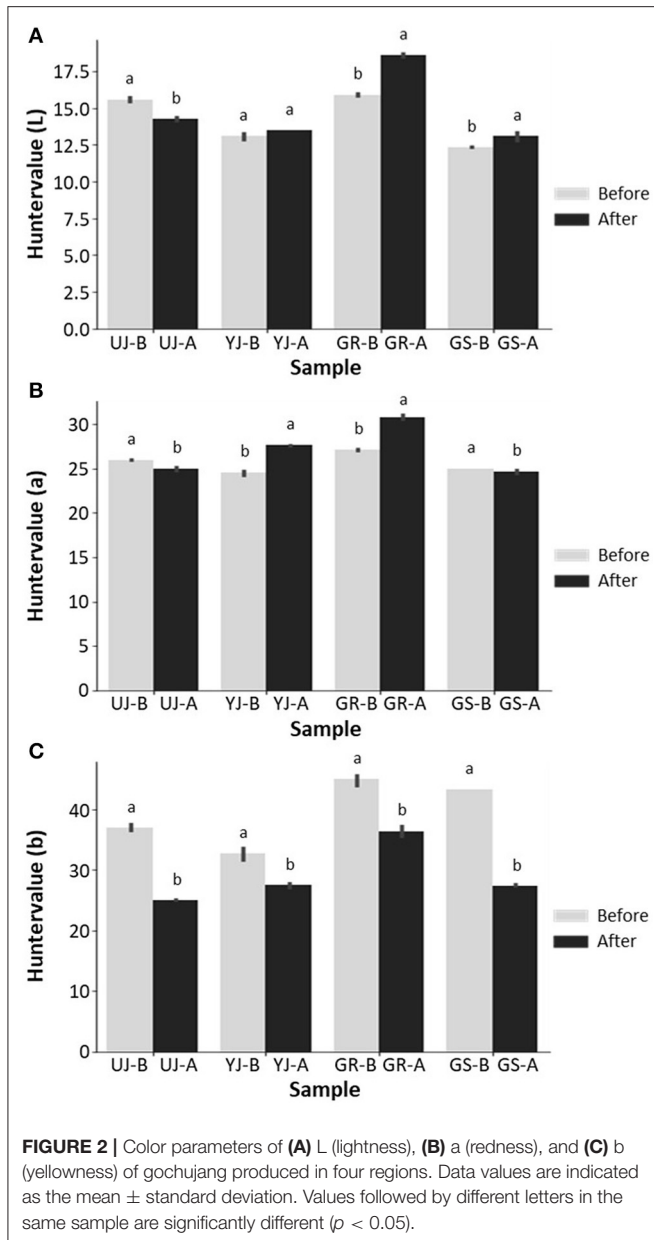 A
Huntervalue (L)
17.5
15.0
12.5
10.0
7.5
5.0
2.5
0.0
a
b
a
a
b
a
b
a
Before
After
UJ-B UJ-A YJ-B YJ-A GR-B GR-A GS-B GS-A
Sample
B
Huntervalue (a)
30
25
20
15
10
5
0
a
b
b
a
b
a
a
b
Before
After
UJ-B UJ-A YJ-B YJ-A GR-B GR-A GS-B GS-A
Sample
C
Huntervalue (b)
40
30
20
10
0
a
b
a
b
a
b
a
b
Before
After
UJ-B UJ-A YJ-B YJ-A GR-B GR-A GS-B GS-A
Sample
FIGURE 2 | Color parameters of (A) L (lightness), (B) a (redness), and (C) b
(yellowness) of gochujang produced in four regions. Data values are indicated
as the mean ± standard deviation. Values followed by different letters in the
same sample are significantly different (p < 0.05).